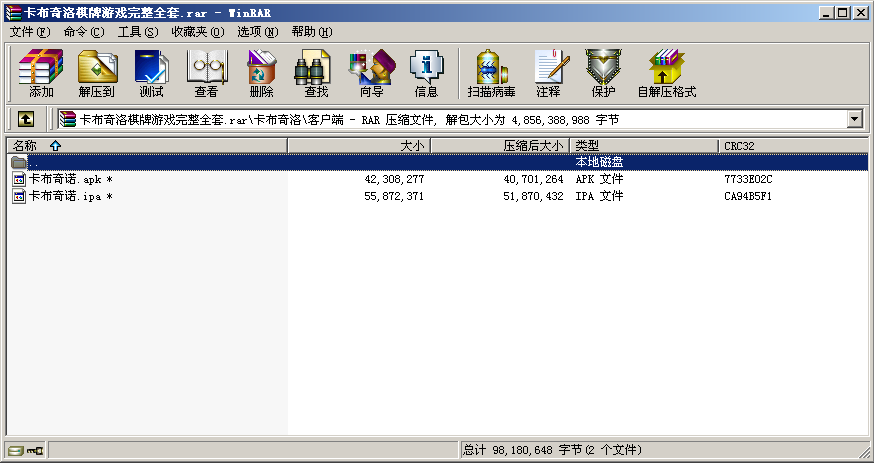 卡布奇洛棋牌游戏完整全套.rar - WinRAR
文件(F) 命令(C) 工具(S) 收藏夹(O) 选项(N) 帮助(H)
添加 解压到 测试 查看 删除 查找 向导 信息 扫描病毒 注释 保护 自解压格式
卡布奇洛棋牌游戏完整全套.rar\卡布奇洛\客户端 - RAR 压缩文件, 解包大小为 4,856,388,988 字节
名称 大小 压缩后大小 类型 CRC32
.. 本地磁盘
卡布奇诺.apk * 42,308,277 40,701,264 APK 文件 7733E02C
卡布奇诺.ipa * 55,872,371 51,870,432 IPA 文件 CA94B5F1
总计 98,180,648 字节(2 个文件)